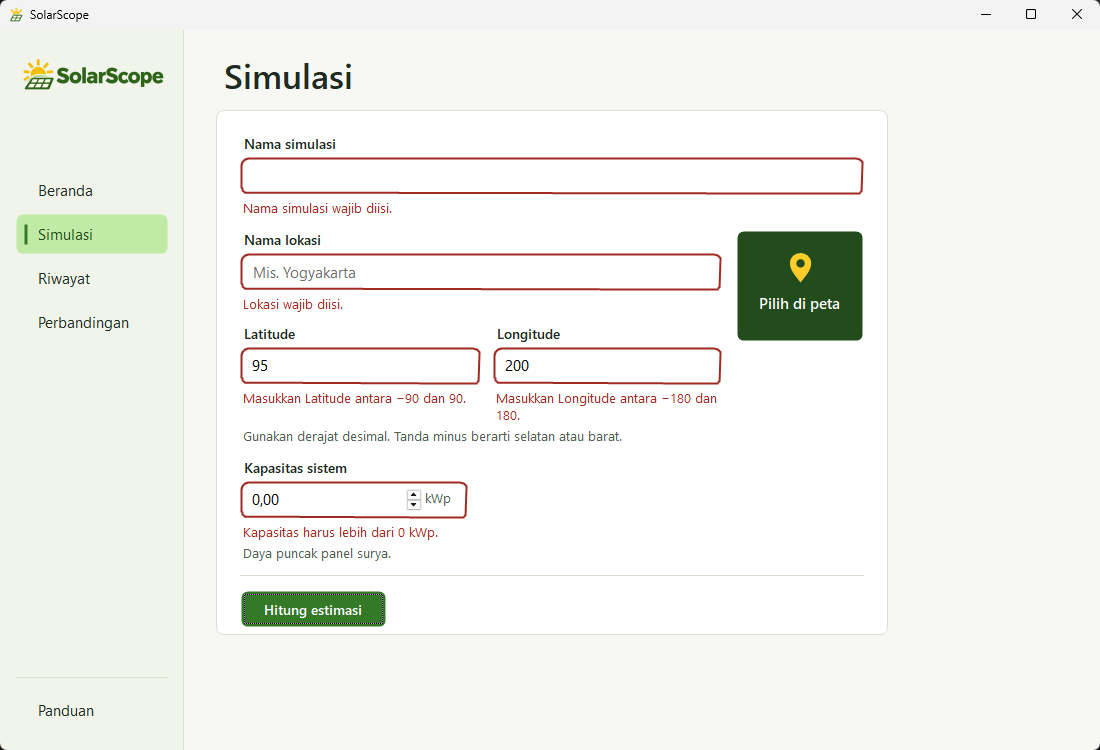 SolarScope
SolarScope
Beranda
Simulasi
Riwayat
Perbandingan
Panduan
Simulasi
Nama simulasi
Nama simulasi wajib diisi.
Nama lokasi
Mis. Yogyakarta
Lokasi wajib diisi.
Pilih di peta
Latitude
95
Masukkan Latitude antara −90 dan 90.
Longitude
200
Masukkan Longitude antara −180 dan
180.
Gunakan derajat desimal. Tanda minus berarti selatan atau barat.
Kapasitas sistem
0,00 kWp
Kapasitas harus lebih dari 0 kWp.
Daya puncak panel surya.
Hitung estimasi